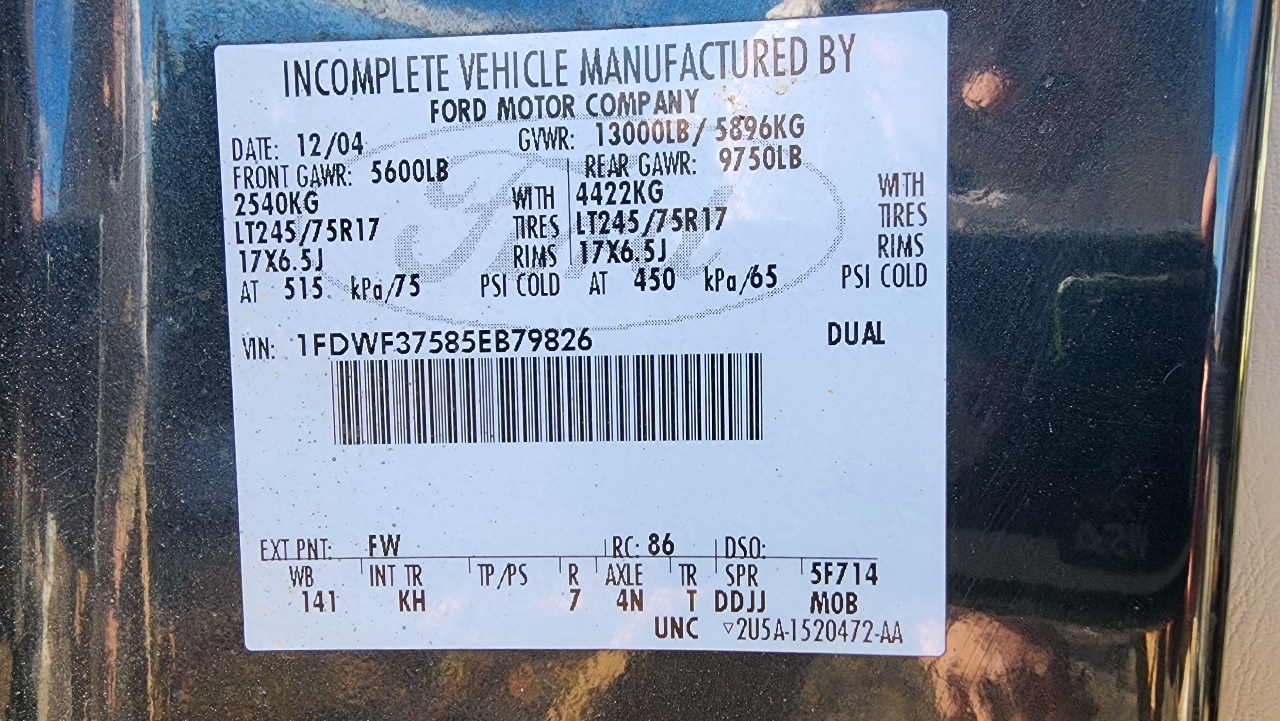 INCOMPLETE VEHICLE MANUFACTURED BY
FORD MOTOR COMPANY
DATE: 12/04 GVWR: 13000LB/ 5896KG
FRONT GAWR: 5600LB REAR GAWR: 9750LB
2540KG WITH 4422KG WITH
LT245/75R17 TIRES LT245/75R17 TIRES
17X6.5J RIMS 17X6.5J RIMS
AT 515 kPa/75 PSI COLD AT 450 kPa/65 PSI COLD
VIN: 1FDWF37585EB79826 DUAL
EXT PNT: FW RC: 86 DSO:
WB INT TR TP/PS R AXLE TR SPR 5F714
141 KH 7 4N T DDJJ MOB
UNC ▽2U5A-1520472-AA
Ford